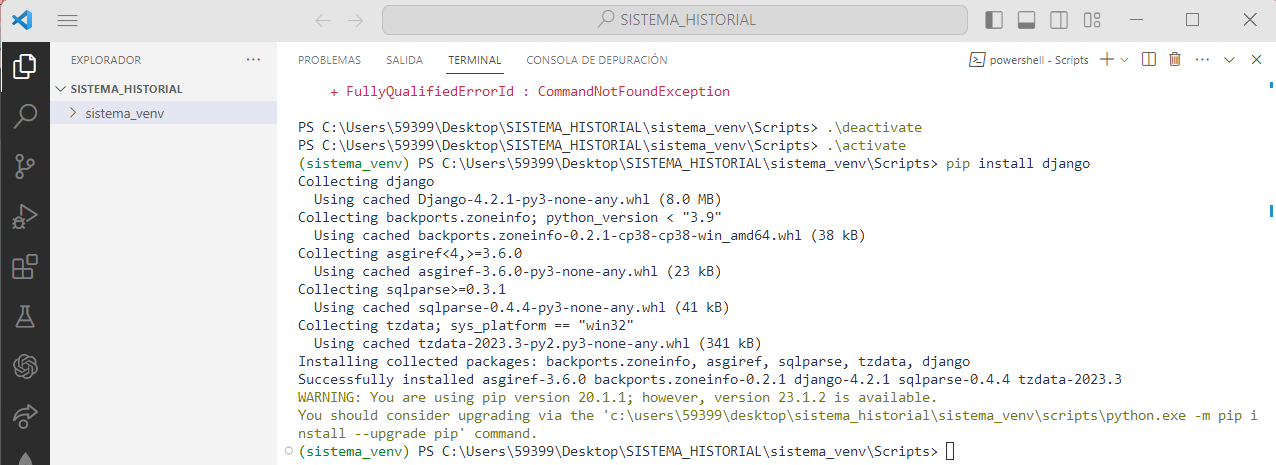 SISTEMA_HISTORIAL
EXPLORADOR
SISTEMA_HISTORIAL
sistema_venv
PROBLEMAS SALIDA TERMINAL CONSOLA DE DEPURACIÓN
powershell - Scripts
+ FullyQualifiedErrorId : CommandNotFoundException
PS C:\Users\59399\Desktop\SISTEMA_HISTORIAL\sistema_venv\Scripts> .\deactivate
PS C:\Users\59399\Desktop\SISTEMA_HISTORIAL\sistema_venv\Scripts> .\activate
(sistema_venv) PS C:\Users\59399\Desktop\SISTEMA_HISTORIAL\sistema_venv\Scripts> pip install django
Collecting django
Using cached Django-4.2.1-py3-none-any.whl (8.0 MB)
Collecting backports.zoneinfo; python_version < "3.9"
Using cached backports.zoneinfo-0.2.1-cp38-cp38-win_amd64.whl (38 kB)
Collecting asgiref<4,>=3.6.0
Using cached asgiref-3.6.0-py3-none-any.whl (23 kB)
Collecting sqlparse>=0.3.1
Using cached sqlparse-0.4.4-py3-none-any.whl (41 kB)
Collecting tzdata; sys_platform == "win32"
Using cached tzdata-2023.3-py2.py3-none-any.whl (341 kB)
Installing collected packages: backports.zoneinfo, asgiref, sqlparse, tzdata, django
Successfully installed asgiref-3.6.0 backports.zoneinfo-0.2.1 django-4.2.1 sqlparse-0.4.4 tzdata-2023.3
WARNING: You are using pip version 20.1.1; however, version 23.1.2 is available.
You should consider upgrading via the 'c:\users\59399\desktop\sistema_historial\sistema_venv\scripts\python.exe -m pip i
nstall --upgrade pip' command.
(sistema_venv) PS C:\Users\59399\Desktop\SISTEMA_HISTORIAL\sistema_venv\Scripts>